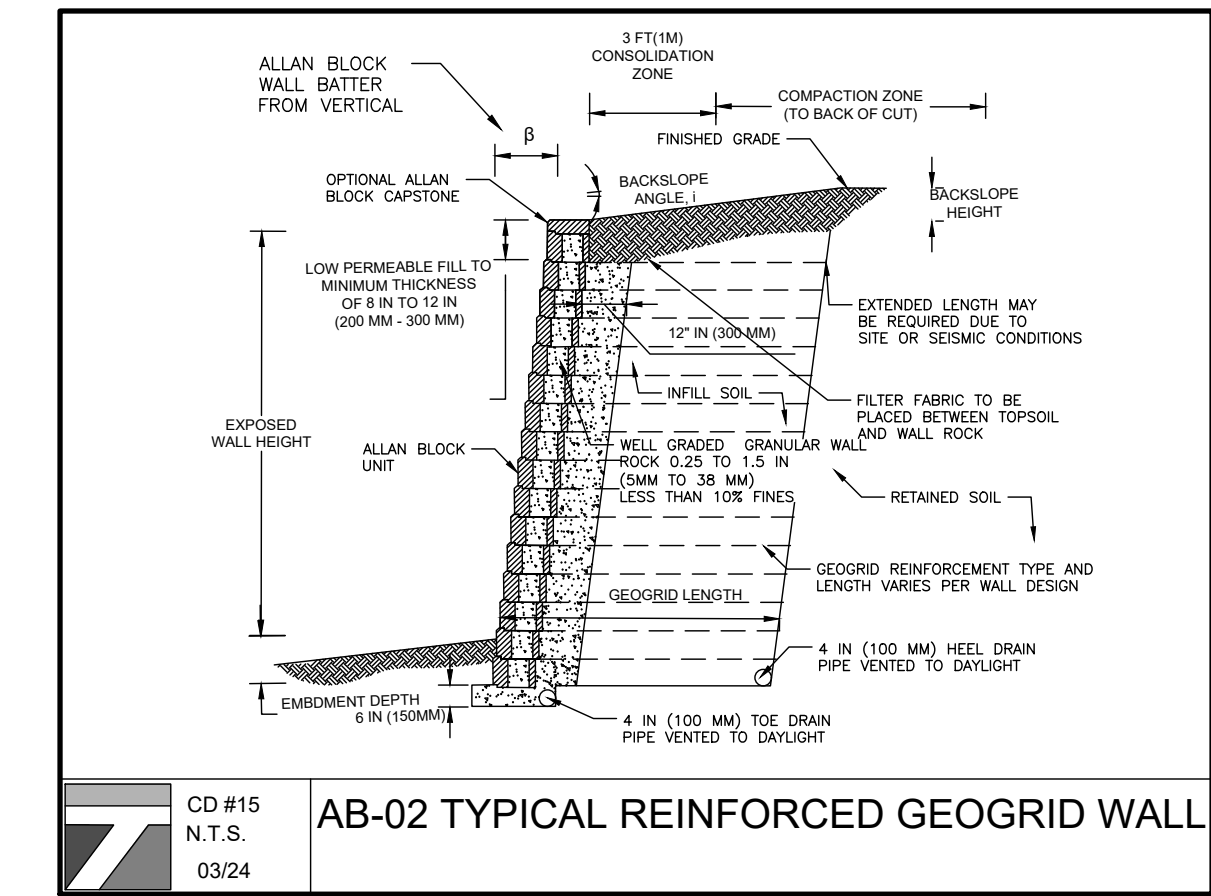 3 FT(1M)
CONSOLIDATION
ZONE
ALLAN BLOCK
WALL BATTER
FROM VERTICAL
COMPACTION ZONE
(TO BACK OF CUT)
β
FINISHED GRADE
OPTIONAL ALLAN
BLOCK CAPSTONE
BACKSLOPE
ANGLE, i
BACKSLOPE
HEIGHT
LOW PERMEABLE FILL TO
MINIMUM THICKNESS
OF 8 IN TO 12 IN
(200 MM - 300 MM)
12" IN (300 MM)
EXTENDED LENGTH MAY
BE REQUIRED DUE TO
SITE OR SEISMIC CONDITIONS
INFILL SOIL
FILTER FABRIC TO BE
PLACED BETWEEN TOPSOIL
AND WALL ROCK
EXPOSED
WALL HEIGHT
ALLAN BLOCK
UNIT
WELL GRADED GRANULAR WALL
ROCK 0.25 TO 1.5 IN
(5MM TO 38 MM)
LESS THAN 10% FINES
RETAINED SOIL
GEOGRID REINFORCEMENT TYPE AND
LENGTH VARIES PER WALL DESIGN
GEOGRID LENGTH
4 IN (100 MM) HEEL DRAIN
PIPE VENTED TO DAYLIGHT
EMBDMENT DEPTH
6 IN (150MM)
4 IN (100 MM) TOE DRAIN
PIPE VENTED TO DAYLIGHT
CD #15
N.T.S.
03/24
AB-02 TYPICAL REINFORCED GEOGRID WALL